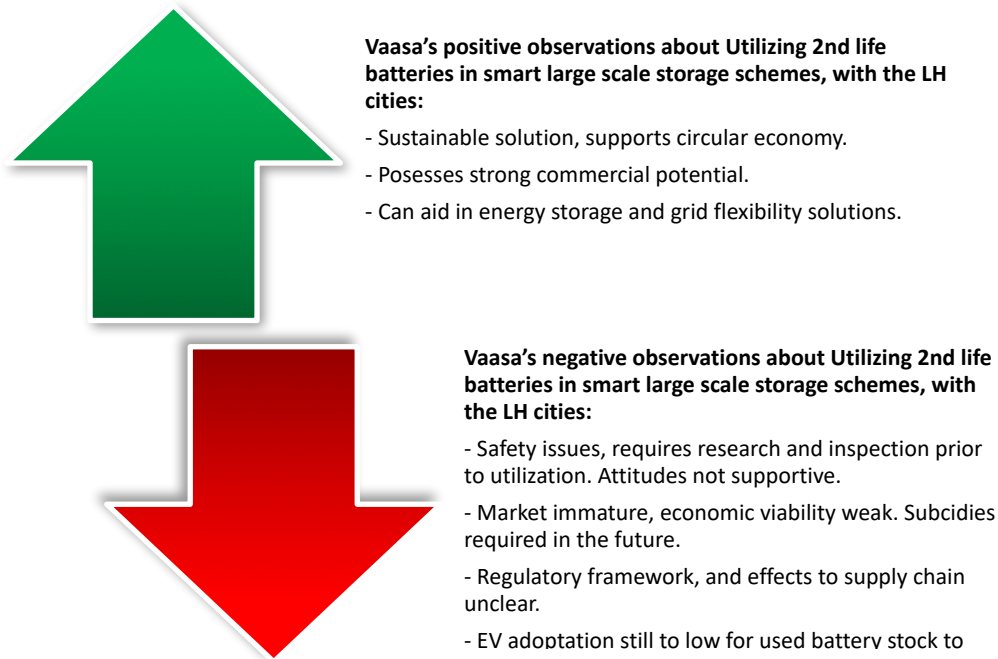 Vaasa’s positive observations about Utilizing 2nd life
batteries in smart large scale storage schemes, with the LH
cities:
- Sustainable solution, supports circular economy.
- Posesses strong commercial potential.
- Can aid in energy storage and grid flexibility solutions.
Vaasa’s negative observations about Utilizing 2nd life
batteries in smart large scale storage schemes, with
the LH cities:
- Safety issues, requires research and inspection prior
to utilization. Attitudes not supportive.
- Market immature, economic viability weak. Subcidies
required in the future.
- Regulatory framework, and effects to supply chain
unclear.
- EV adoptation still to low for used battery stock to